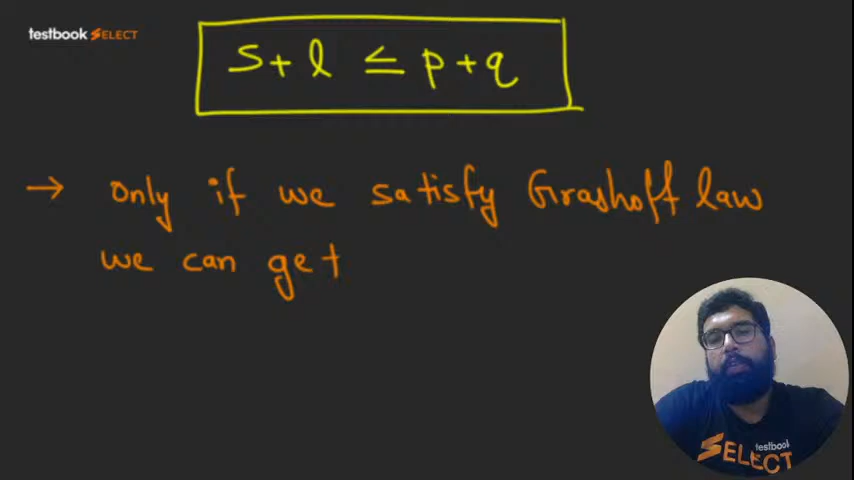 testbook SELECT
S + l ≤ p + q
→ Only if we satisfy Grashoff law
we can get
testbook
SELECT